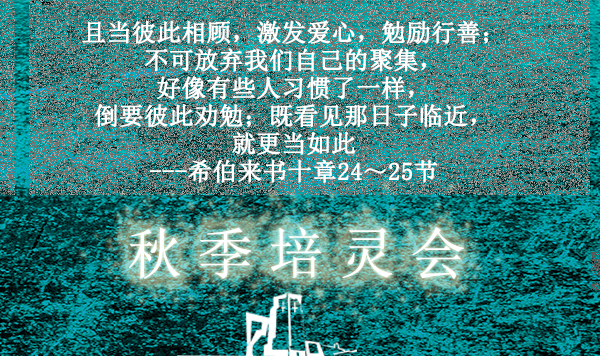 且当彼此相顾，激发爱心，勉励行善；
不可放弃我们自己的聚集，
好像有些人习惯了一样，
倒要彼此劝勉；既看见那日子临近，
就更当如此
---希伯来书十章24～25节
秋季培灵会